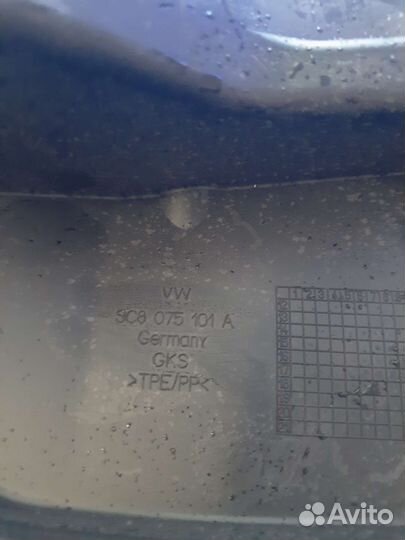 VW
5C8 075 101 A
Germany
GKS
>TPE/PP<
Avito